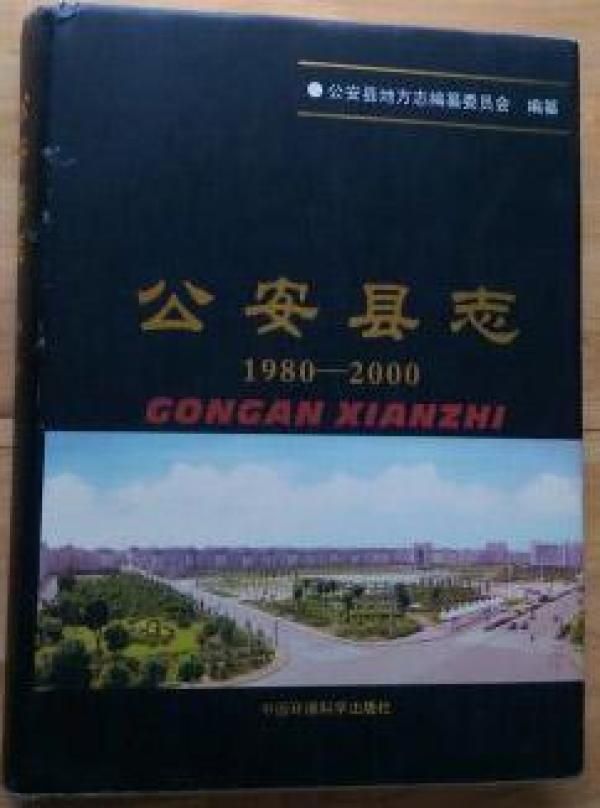 ●公安县地方志编纂委员会 编纂
公安县志
1980—2000
GONGAN XIANZHI
中国环境科学出版社